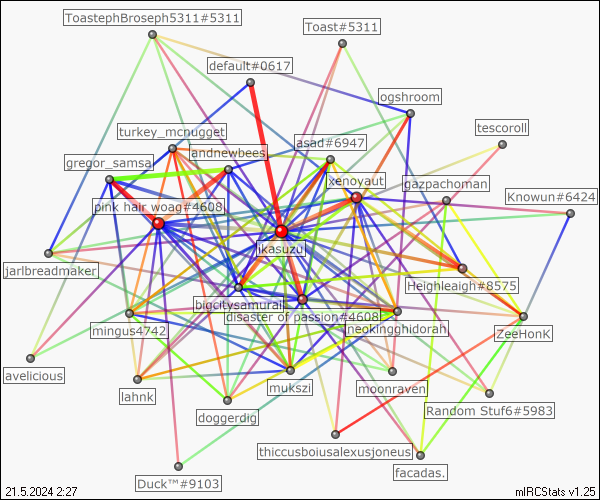 ToastephBroseph5311#5311
Toast#5311
default#0617
ogshroom
turkey_mcnugget
asad#6947
tescoroll
andnewbees
gregor_samsa
xenoyaut
gazpachoman
Knowun#6424
pink hair woag#4608
ikasuzu
jarlbreadmaker
Heighleaigh#8575
bigcitysamurai
disaster of passion#4608
mingus4742
neokingghidorah
ZeeHonK
avelicious
lahnk
mukszi
moonraven
Random Stuf6#5983
doggerdig
thiccusboiusalexusjoneus
facadas.
Duck™#9103
21.5.2024 2:27
mIRCStats v1.25